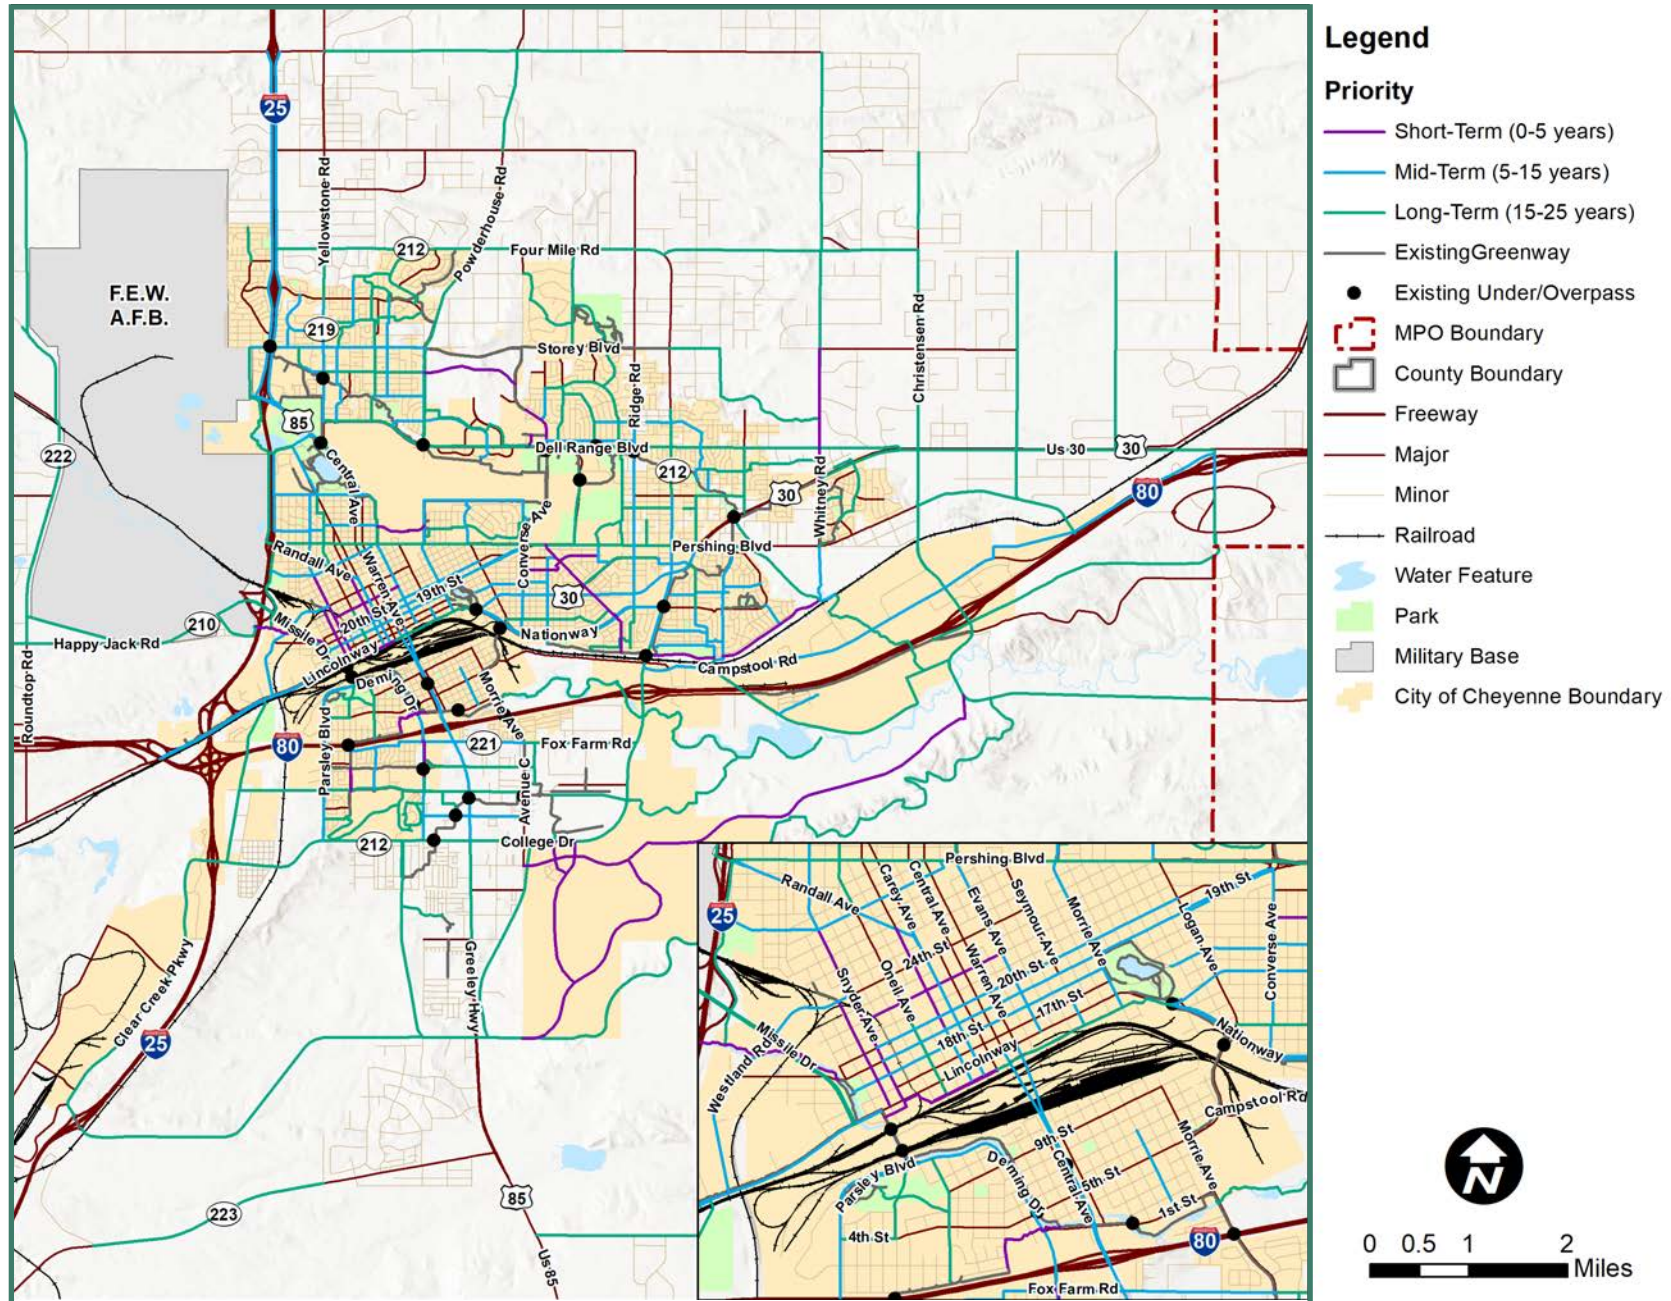 Legend
Priority
Short-Term (0-5 years)
Mid-Term (5-15 years)
Long-Term (15-25 years)
ExistingGreenway
Existing Under/Overpass
MPO Boundary
County Boundary
Freeway
Major
Minor
Railroad
Water Feature
Park
Military Base
City of Cheyenne Boundary
N
0 0.5 1 2
Miles
25
Yellowstone Rd
Powderhouse Rd
212
Four Mile Rd
F.E.W.
A.F.B.
219
Storey Blvd
Ridge Rd
Christensen Rd
85
222
Central Ave
Dell Range Blvd
212
Us 30
30
30
80
Whitney Rd
Converse Ave
Pershing Blvd
Randall Ave
Warren Ave
19th St
20th St
30
210
Missile Dr
Happy Jack Rd
Lincolnway
Nationway
Campstool Rd
Deming Dr
Morrie Ave
Roundtop Rd
Parsley Blvd
80
221
Fox Farm Rd
Avenue C
212
College Dr
Greeley Hwy
Clear Creek Pkwy
25
223
85
Us 85
Pershing Blvd
Randall Ave
Carey Ave
Central Ave
Evans Ave
Seymour Ave
Morrie Ave
19th St
Logan Ave
Converse Ave
25
24th St
Snyder Ave
Oneil Ave
Warren Ave
20th St
17th St
18th St
Lincolnway
Missile Dr
Westland Rd
Nationway
Campstool Rd
9th St
Morrie Ave
Parsley Blvd
Deming Dr
Central Ave
5th St
1st St
4th St
80
Fox Farm Rd